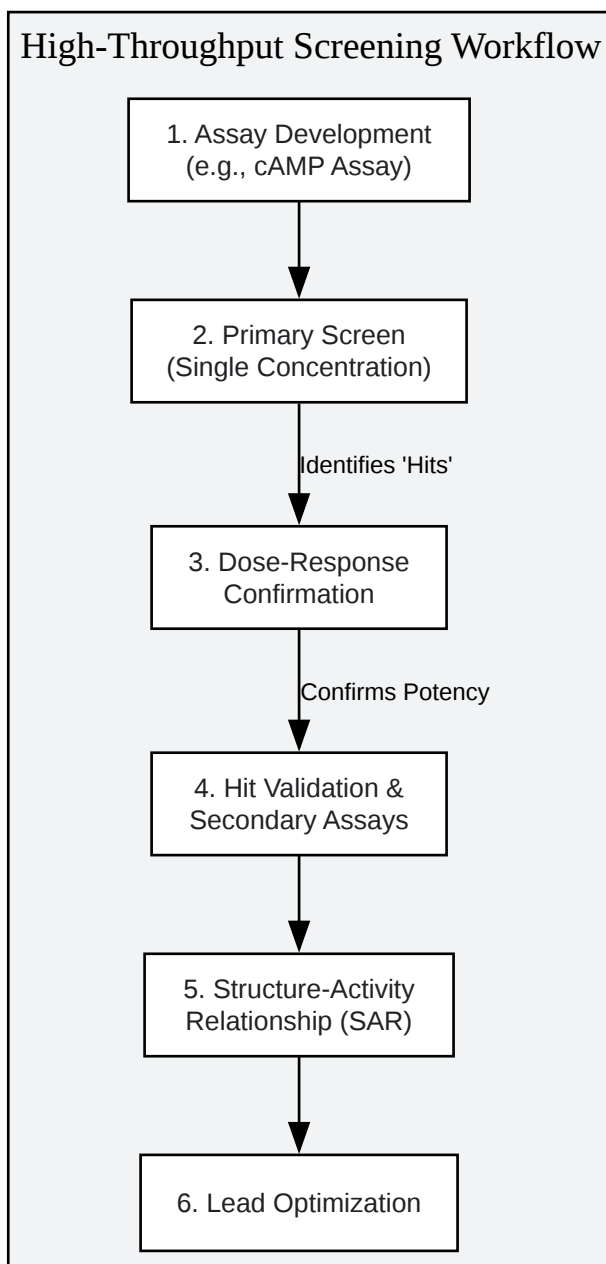 High-Throughput Screening Workflow
1. Assay Development
(e.g., cAMP Assay)
2. Primary Screen
(Single Concentration)
Identifies 'Hits'
3. Dose-Response
Confirmation
Confirms Potency
4. Hit Validation &
Secondary Assays
5. Structure-Activity
Relationship (SAR)
6. Lead Optimization